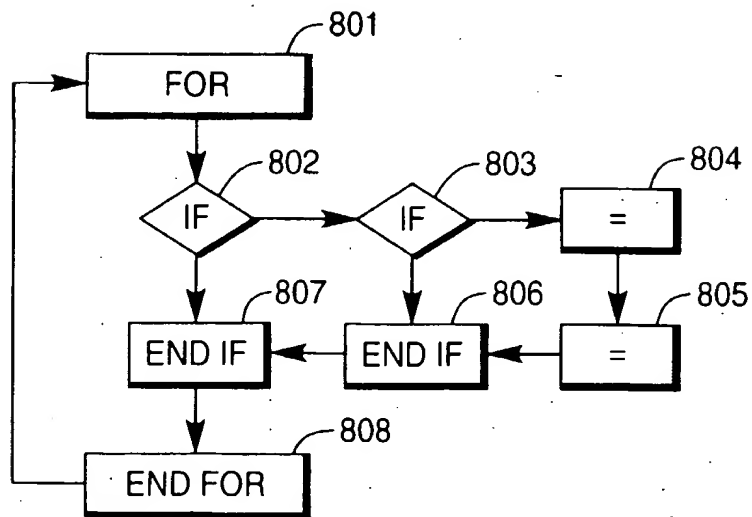 801
FOR
802
803
804
IF
IF
=
807
806
805
END IF
END IF
=
808
END FOR